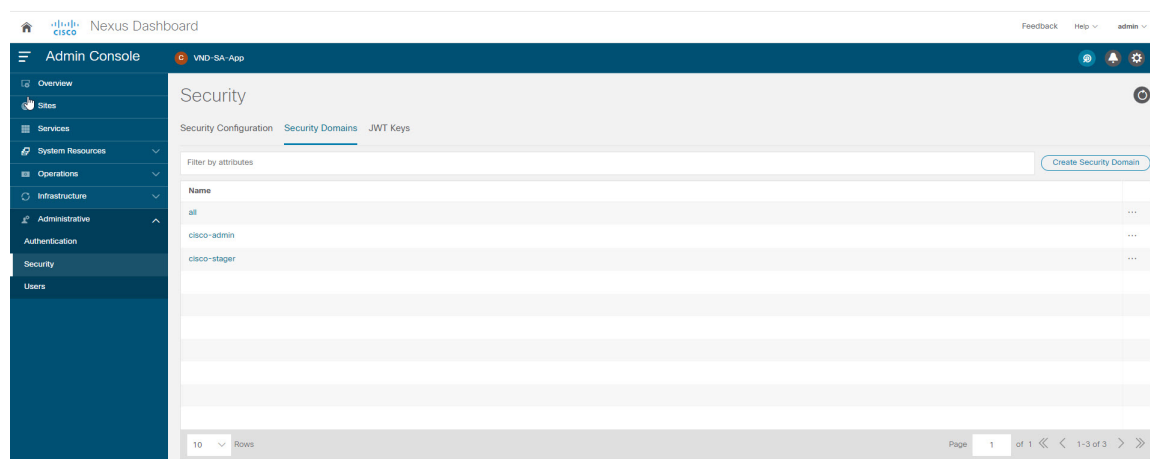 CISCO Nexus Dashboard Feedback Help admin
Admin Console C VND-SA-App
Overview
Sites
Services
System Resources
Operations
Infrastructure
Administrative
Authentication
Security
Users
Security
Security Configuration Security Domains JWT Keys
Filter by attributes Create Security Domain
Name
all ...
cisco-admin ...
cisco-stager ...
10 Rows Page 1 of 1 1-3 of 3